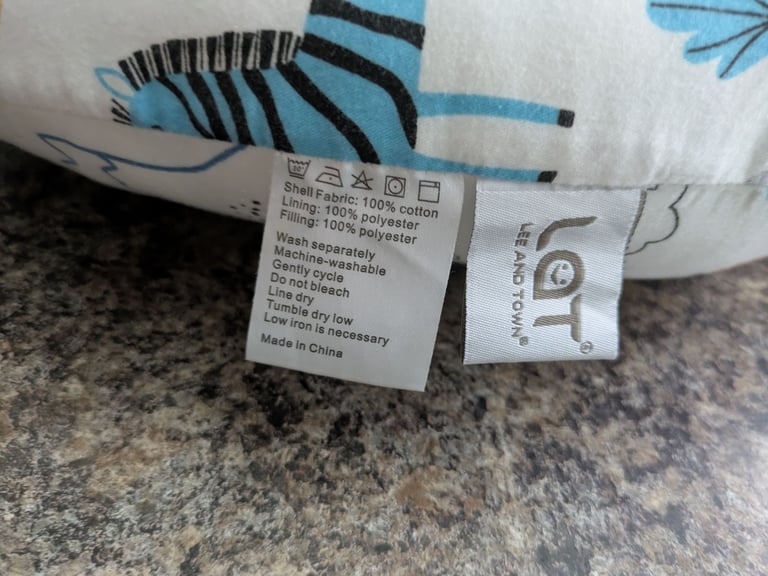 30°
Shell Fabric: 100% cotton
Lining: 100% polyester
Filling: 100% polyester
Wash separately
Machine-washable
Gently cycle
Do not bleach
Line dry
Tumble dry low
Low iron is necessary
Made in China
LAT®
LEE AND TOWN®